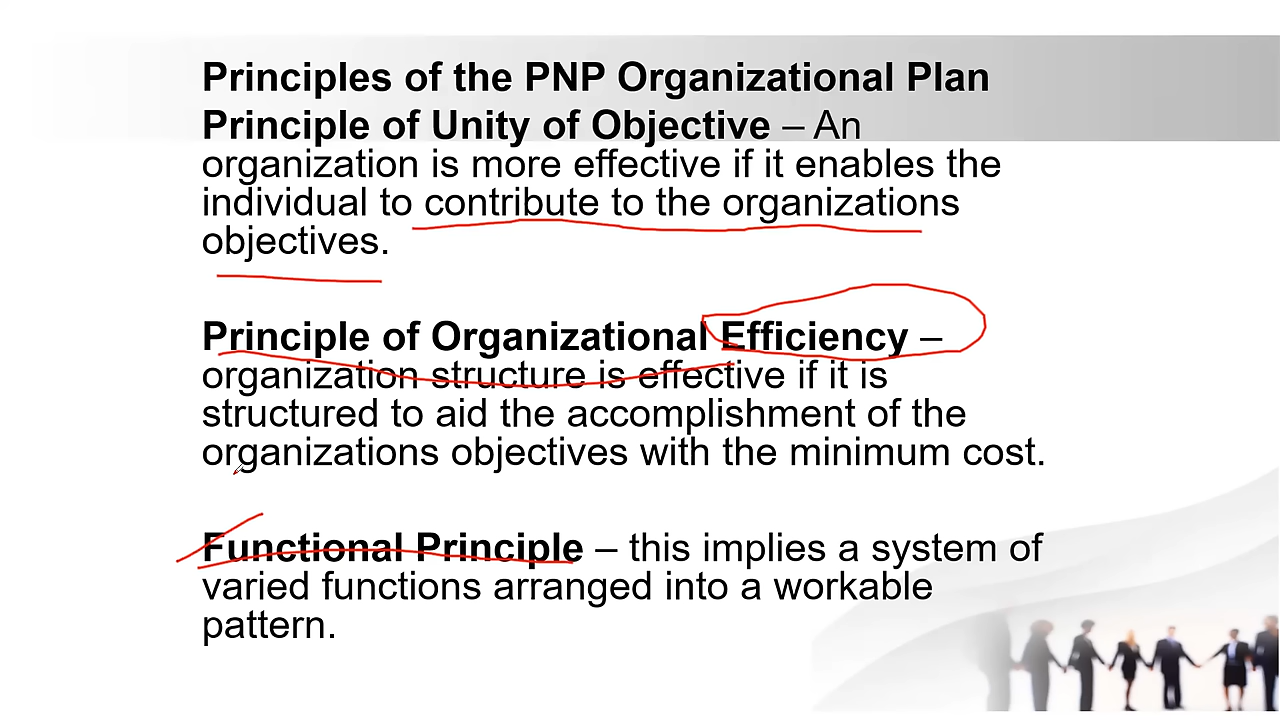 Principles of the PNP Organizational Plan
Principle of Unity of Objective – An
organization is more effective if it enables the
individual to contribute to the organizations
objectives.
Principle of Organizational Efficiency –
organization structure is effective if it is
structured to aid the accomplishment of the
organizations objectives with the minimum cost.
Functional Principle – this implies a system of
varied functions arranged into a workable
pattern.